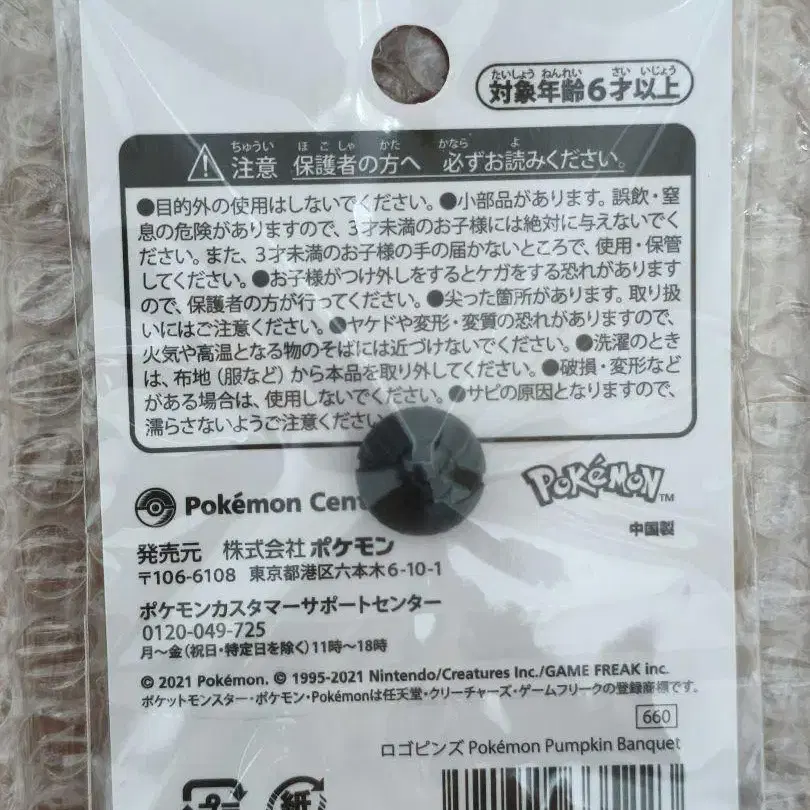 たいしょう ねんれい さい いじょう
対象年齢6才以上
ちゅうい ほごしゃ かた かなら よ
注意 保護者の方へ 必ずお読みください。
●目的外の使用はしないでください。●小部品があります。誤飲・窒
息の危険がありますので、3才未満のお子様には絶対に与えないでく
ださい。また、3才未満のお子様の手の届かないところで、使用・保管
してください。●お子様がつけ外しをするとケガをする恐れがあります
ので、保護者の方が行ってください。●尖った箇所があります。取り扱
いにはご注意ください。●ヤケドや変形・変質の恐れがありますので、
火気や高温となる物のそばには近づけないでください。●洗濯のとき
は、布地（服など）から本品を取り外してください。●破損・変形など
がある場合は、使用しないでください。●サビの原因となりますので、
濡らさないようご注意ください
Pokémon Cent
POKéMON TM
中国製
発売元 株式会社ポケモン
〒106-6108 東京都港区六本木6-10-1
ポケモンカスタマーサポートセンター
0120-049-725
月～金（祝日・特定日を除く）11時～18時
© 2021 Pokémon. © 1995-2021 Nintendo/Creatures Inc./GAME FREAK inc.
ポケットモンスター・ポケモン・Pokémonは任天堂・クリーチャーズ・ゲームフリークの登録商標です。
660
ロゴピンズ Pokémon Pumpkin Banquet
紙